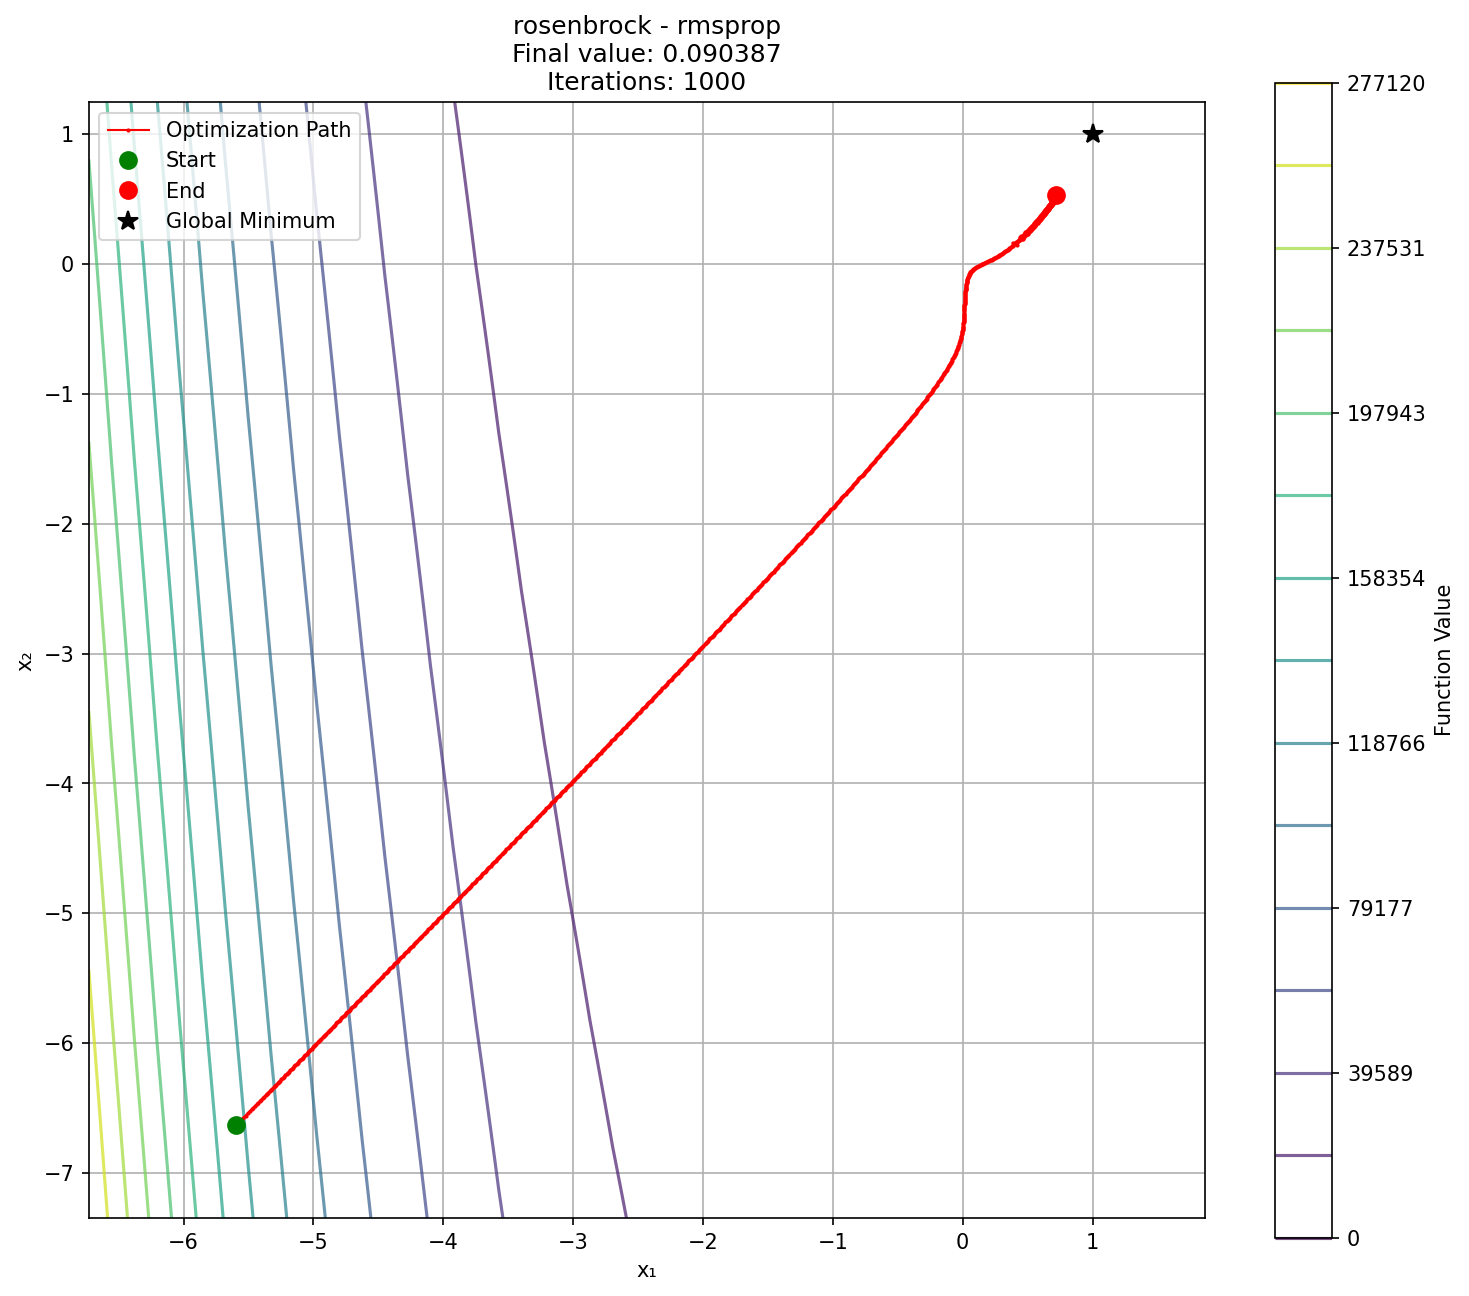 rosenbrock - rmsprop
Final value: 0.090387
Iterations: 1000
Optimization Path
Start
End
Global Minimum
1
0
−1
−2
−3
−4
−5
−6
−7
x₂
−6
−5
−4
−3
−2
−1
0
1
x₁
277120
237531
197943
158354
118766
79177
39589
0
Function Value